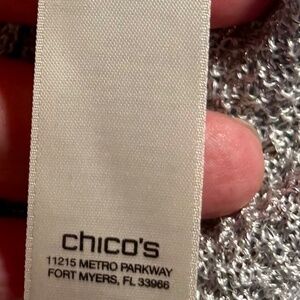 chico's
11215 METRO PARKWAY
FORT MYERS, FL 33966